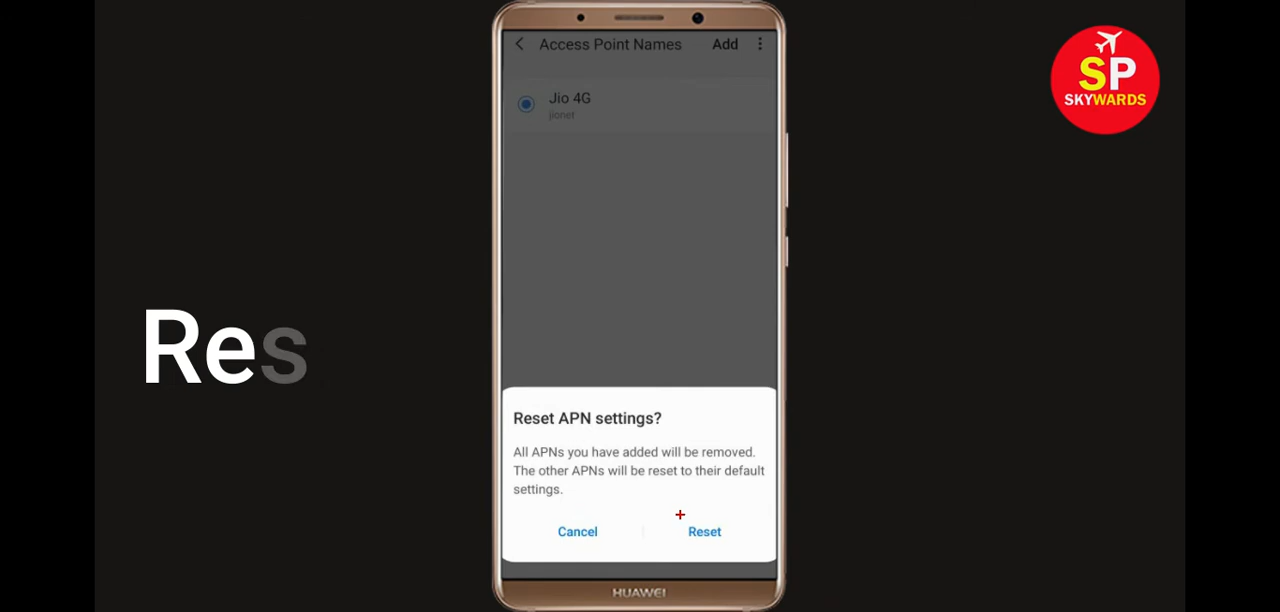 Access Point Names Add
Jio 4G
jionet
SP
SKYWARDS
Res
Reset APN settings?
All APNs you have added will be removed.
The other APNs will be reset to their default
settings.
Cancel Reset
HUAWEI